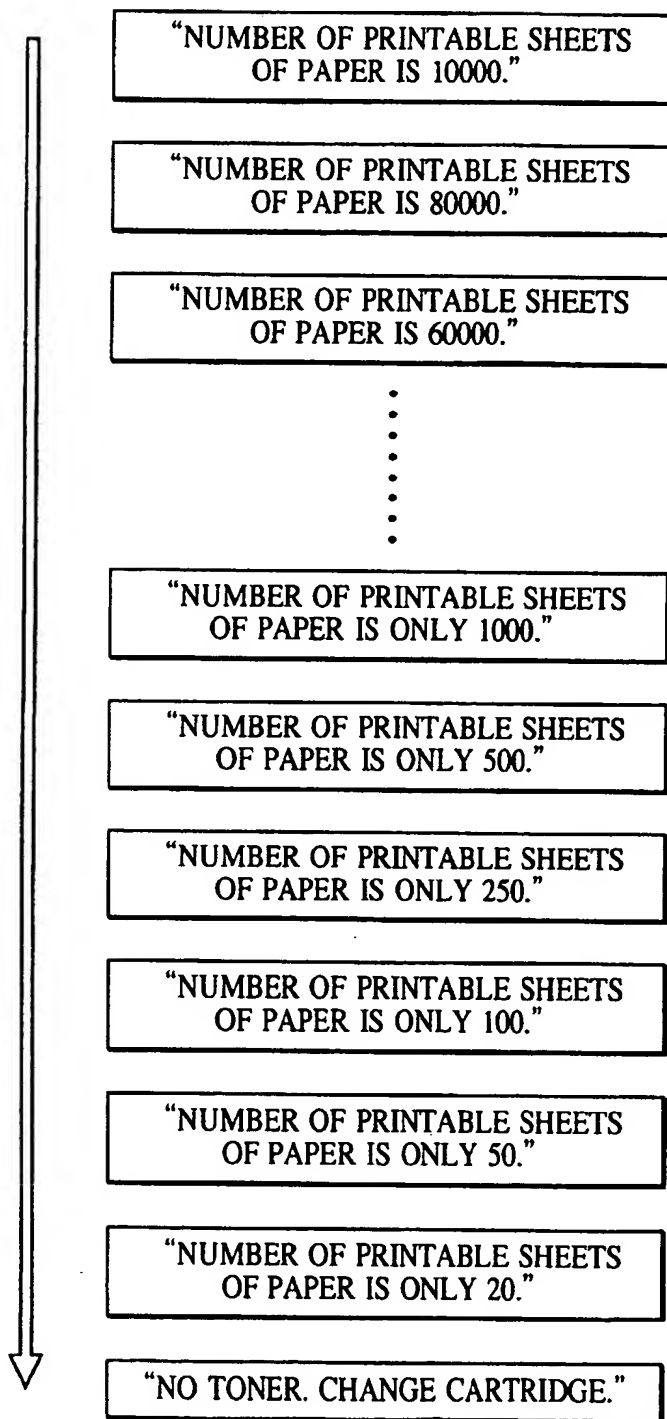 “NUMBER OF PRINTABLE SHEETS
OF PAPER IS 10000.”
“NUMBER OF PRINTABLE SHEETS
OF PAPER IS 80000.”
“NUMBER OF PRINTABLE SHEETS
OF PAPER IS 60000.”
“NUMBER OF PRINTABLE SHEETS
OF PAPER IS ONLY 1000.”
“NUMBER OF PRINTABLE SHEETS
OF PAPER IS ONLY 500.”
“NUMBER OF PRINTABLE SHEETS
OF PAPER IS ONLY 250.”
“NUMBER OF PRINTABLE SHEETS
OF PAPER IS ONLY 100.”
“NUMBER OF PRINTABLE SHEETS
OF PAPER IS ONLY 50.”
“NUMBER OF PRINTABLE SHEETS
OF PAPER IS ONLY 20.”
“NO TONER. CHANGE CARTRIDGE.”